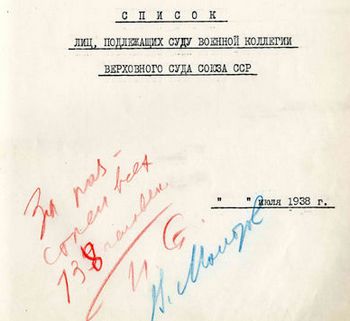 С П И С О К
ЛИЦ, ПОДЛЕЖАЩИХ СУДУ ВОЕННОЙ КОЛЛЕГИИ
ВЕРХОВНОГО СУДА СОЮЗА ССР
За рас-
стрел всех
138 человек.
" " июля 1938 г.
И. Ст.
В. Молотов